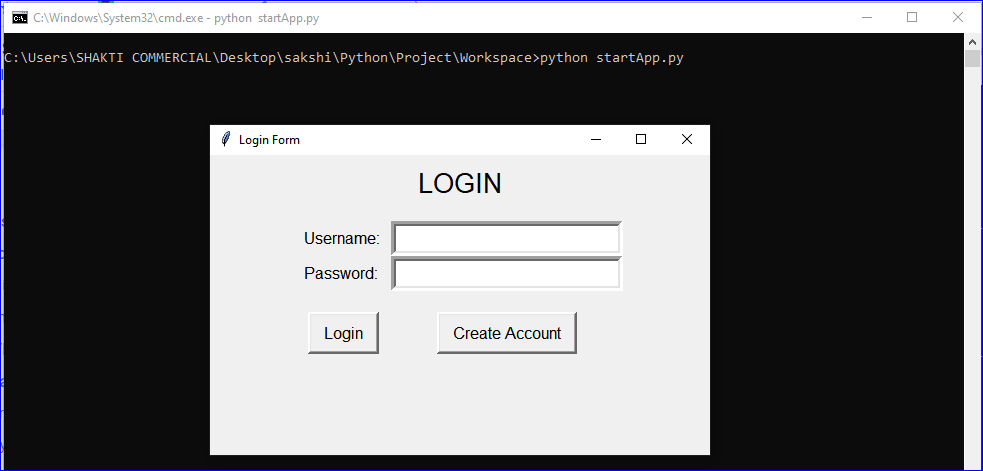 C:\Windows\System32\cmd.exe - python startApp.py
C:\Users\SHAKTI COMMERCIAL\Desktop\sakshi\Python\Project\Workspace>python startApp.py
Login Form
LOGIN
Username:
Password:
Login Create Account